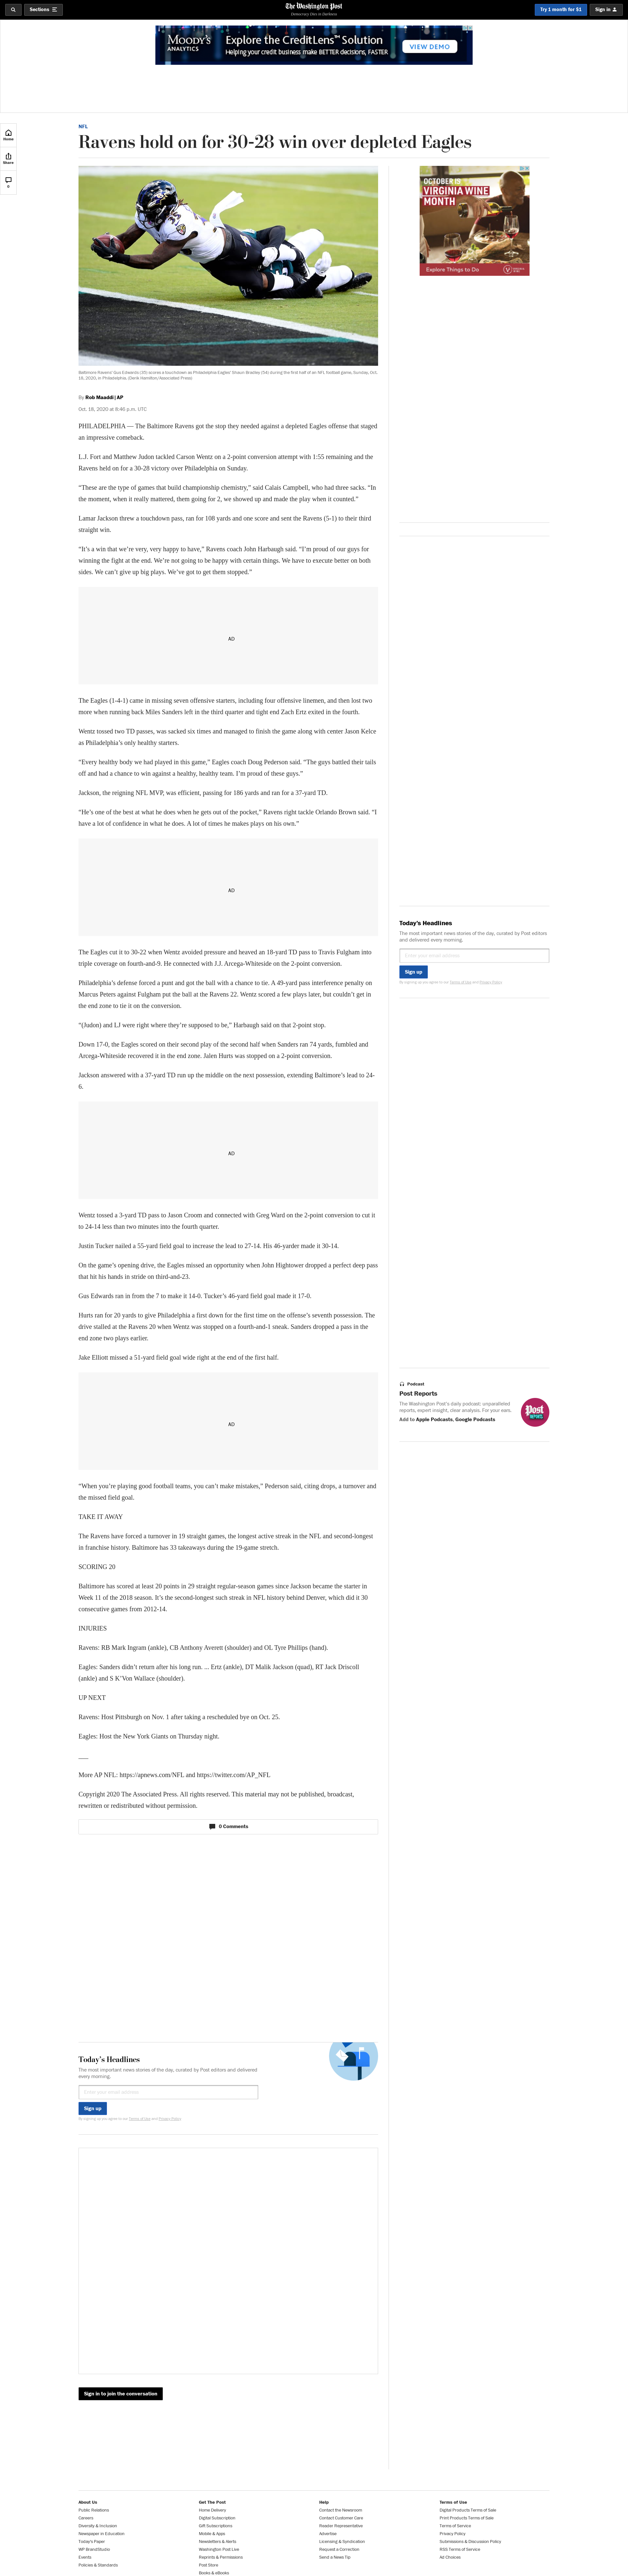 Sections
The Washington Post
Democracy Dies in Darkness
Try 1 month for $1
Sign in
MOODY'S
ANALYTICS
Explore the CreditLens™ Solution
Helping your credit business make BETTER decisions, FASTER
VIEW DEMO
Home
Share
0
NFL
Ravens hold on for 30-28 win over depleted Eagles
Baltimore Ravens' Gus Edwards (35) scores a touchdown as Philadelphia Eagles' Shaun Bradley (54) during the first half of an NFL football game, Sunday, Oct.
18, 2020, in Philadelphia. (Derik Hamilton/Associated Press)
By Rob Maaddi | AP
Oct. 18, 2020 at 8:46 p.m. UTC
PHILADELPHIA — The Baltimore Ravens got the stop they needed against a depleted Eagles offense that staged
an impressive comeback.
L.J. Fort and Matthew Judon tackled Carson Wentz on a 2-point conversion attempt with 1:55 remaining and the
Ravens held on for a 30-28 victory over Philadelphia on Sunday.
“These are the type of games that build championship chemistry,” said Calais Campbell, who had three sacks. “In
the moment, when it really mattered, them going for 2, we showed up and made the play when it counted.”
Lamar Jackson threw a touchdown pass, ran for 108 yards and one score and sent the Ravens (5-1) to their third
straight win.
“It’s a win that we’re very, very happy to have,” Ravens coach John Harbaugh said. “I’m proud of our guys for
winning the fight at the end. We’re not going to be happy with certain things. We have to execute better on both
sides. We can’t give up big plays. We’ve got to get them stopped.”
AD
The Eagles (1-4-1) came in missing seven offensive starters, including four offensive linemen, and then lost two
more when running back Miles Sanders left in the third quarter and tight end Zach Ertz exited in the fourth.
Wentz tossed two TD passes, was sacked six times and managed to finish the game along with center Jason Kelce
as Philadelphia’s only healthy starters.
“Every healthy body we had played in this game,” Eagles coach Doug Pederson said. “The guys battled their tails
off and had a chance to win against a healthy, healthy team. I’m proud of these guys.”
Jackson, the reigning NFL MVP, was efficient, passing for 186 yards and ran for a 37-yard TD.
“He’s one of the best at what he does when he gets out of the pocket,” Ravens right tackle Orlando Brown said. “I
have a lot of confidence in what he does. A lot of times he makes plays on his own.”
AD
The Eagles cut it to 30-22 when Wentz avoided pressure and heaved an 18-yard TD pass to Travis Fulgham into
triple coverage on fourth-and-9. He connected with J.J. Arcega-Whiteside on the 2-point conversion.
Philadelphia’s defense forced a punt and got the ball with a chance to tie. A 49-yard pass interference penalty on
Marcus Peters against Fulgham put the ball at the Ravens 22. Wentz scored a few plays later, but couldn’t get in
the end zone to tie it on the conversion.
“(Judon) and LJ were right where they’re supposed to be,” Harbaugh said on that 2-point stop.
Down 17-0, the Eagles scored on their second play of the second half when Sanders ran 74 yards, fumbled and
Arcega-Whiteside recovered it in the end zone. Jalen Hurts was stopped on a 2-point conversion.
Jackson answered with a 37-yard TD run up the middle on the next possession, extending Baltimore’s lead to 24-
6.
AD
Wentz tossed a 3-yard TD pass to Jason Croom and connected with Greg Ward on the 2-point conversion to cut it
to 24-14 less than two minutes into the fourth quarter.
Justin Tucker nailed a 55-yard field goal to increase the lead to 27-14. His 46-yarder made it 30-14.
On the game’s opening drive, the Eagles missed an opportunity when John Hightower dropped a perfect deep pass
that hit his hands in stride on third-and-23.
Gus Edwards ran in from the 7 to make it 14-0. Tucker’s 46-yard field goal made it 17-0.
Hurts ran for 20 yards to give Philadelphia a first down for the first time on the offense’s seventh possession. The
drive stalled at the Ravens 20 when Wentz was stopped on a fourth-and-1 sneak. Sanders dropped a pass in the
end zone two plays earlier.
Jake Elliott missed a 51-yard field goal wide right at the end of the first half.
AD
“When you’re playing good football teams, you can’t make mistakes,” Pederson said, citing drops, a turnover and
the missed field goal.
TAKE IT AWAY
The Ravens have forced a turnover in 19 straight games, the longest active streak in the NFL and second-longest
in franchise history. Baltimore has 33 takeaways during the 19-game stretch.
SCORING 20
Baltimore has scored at least 20 points in 29 straight regular-season games since Jackson became the starter in
Week 11 of the 2018 season. It’s the second-longest such streak in NFL history behind Denver, which did it 30
consecutive games from 2012-14.
INJURIES
Ravens: RB Mark Ingram (ankle), CB Anthony Averett (shoulder) and OL Tyre Phillips (hand).
Eagles: Sanders didn’t return after his long run. ... Ertz (ankle), DT Malik Jackson (quad), RT Jack Driscoll
(ankle) and S K’Von Wallace (shoulder).
UP NEXT
Ravens: Host Pittsburgh on Nov. 1 after taking a rescheduled bye on Oct. 25.
Eagles: Host the New York Giants on Thursday night.
___
More AP NFL: https://apnews.com/NFL and https://twitter.com/AP_NFL
Copyright 2020 The Associated Press. All rights reserved. This material may not be published, broadcast,
rewritten or redistributed without permission.
0 Comments
OCTOBER IS
VIRGINIA WINE
MONTH
Explore Things to Do
Today's Headlines
The most important news stories of the day, curated by Post editors
and delivered every morning.
Enter your email address
Sign up
By signing up you agree to our Terms of Use and Privacy Policy
Podcast
Post Reports
The Washington Post's daily podcast: unparalleled
reports, expert insight, clear analysis. For your ears.
Add to Apple Podcasts, Google Podcasts
Post
REPORTS
Today's Headlines
The most important news stories of the day, curated by Post editors and delivered
every morning.
Enter your email address
Sign up
By signing up you agree to our Terms of Use and Privacy Policy
Sign in to join the conversation
About Us
Public Relations
Careers
Diversity & Inclusion
Newspaper in Education
Today's Paper
WP BrandStudio
Events
Policies & Standards
Get The Post
Home Delivery
Digital Subscription
Gift Subscriptions
Mobile & Apps
Newsletters & Alerts
Washington Post Live
Reprints & Permissions
Post Store
Books & eBooks
Help
Contact the Newsroom
Contact Customer Care
Reader Representative
Advertise
Licensing & Syndication
Request a Correction
Send a News Tip
Terms of Use
Digital Products Terms of Sale
Print Products Terms of Sale
Terms of Service
Privacy Policy
Submissions & Discussion Policy
RSS Terms of Service
Ad Choices